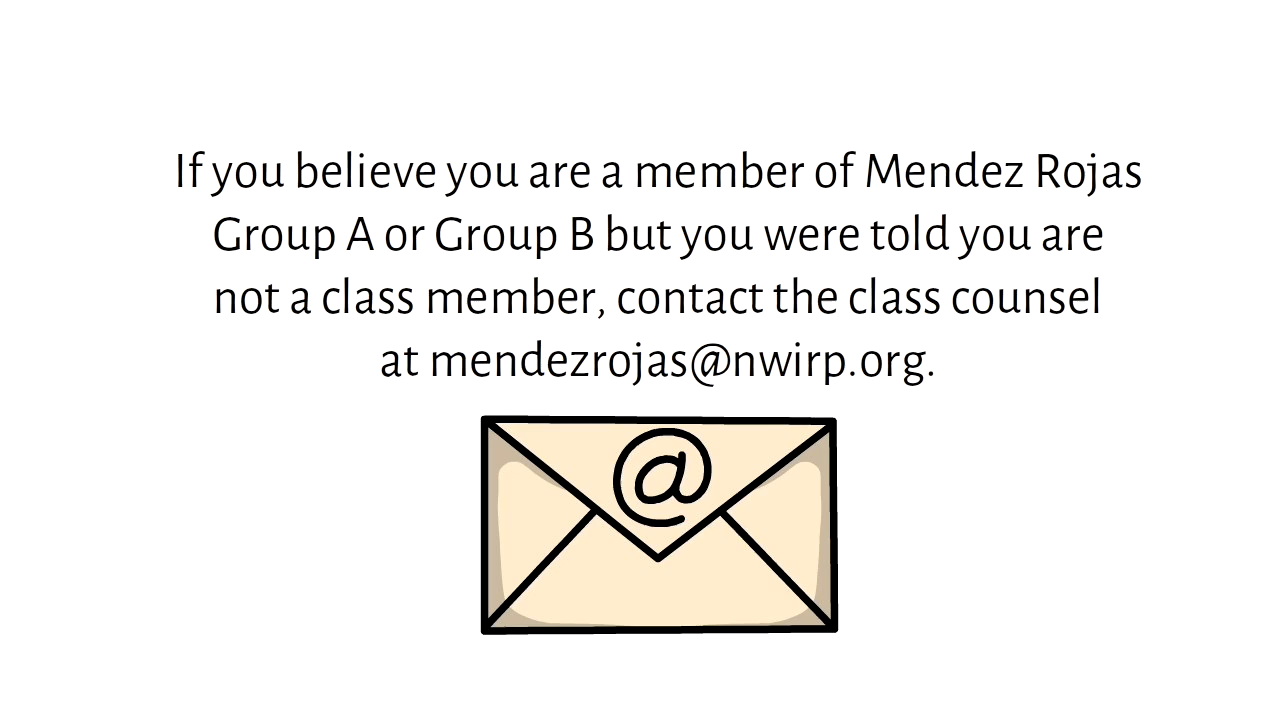 If you believe you are a member of Mendez Rojas
Group A or Group B but you were told you are
not a class member, contact the class counsel
at mendezrojas@nwirp.org.
@